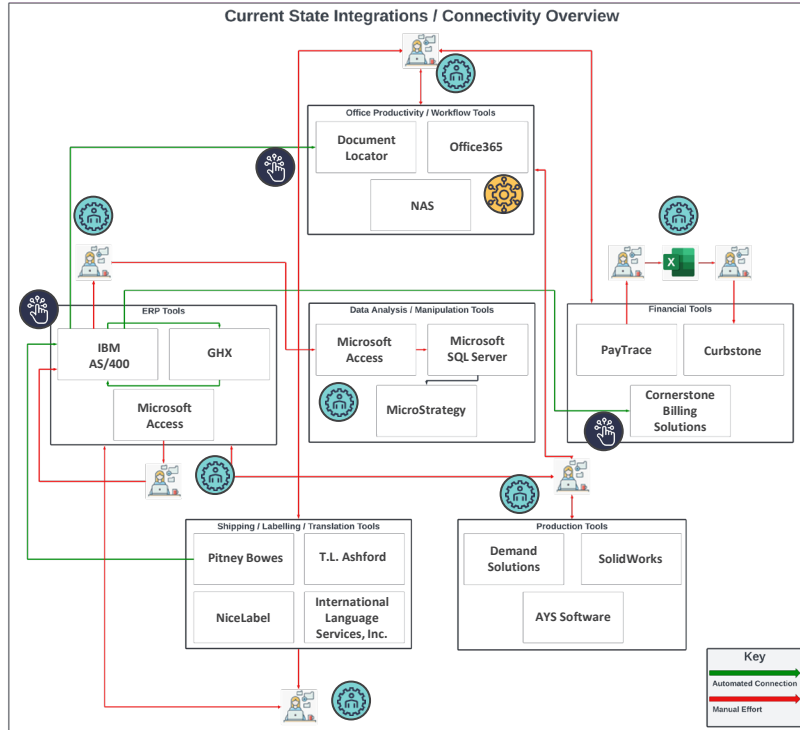 Current State Integrations / Connectivity Overview
Office Productivity / Workflow Tools
Document
Locator
Office365
NAS
ERP Tools
IBM
AS/400
GHX
Microsoft
Access
Data Analysis / Manipulation Tools
Microsoft
Access
Microsoft
SQL Server
MicroStrategy
Financial Tools
PayTrace
Curbstone
Cornerstone
Billing
Solutions
Shipping / Labelling / Translation Tools
Pitney Bowes
T.L. Ashford
NiceLabel
International
Language
Services, Inc.
Production Tools
Demand
Solutions
SolidWorks
AYS Software
Key
Automated Connection
Manual Effort